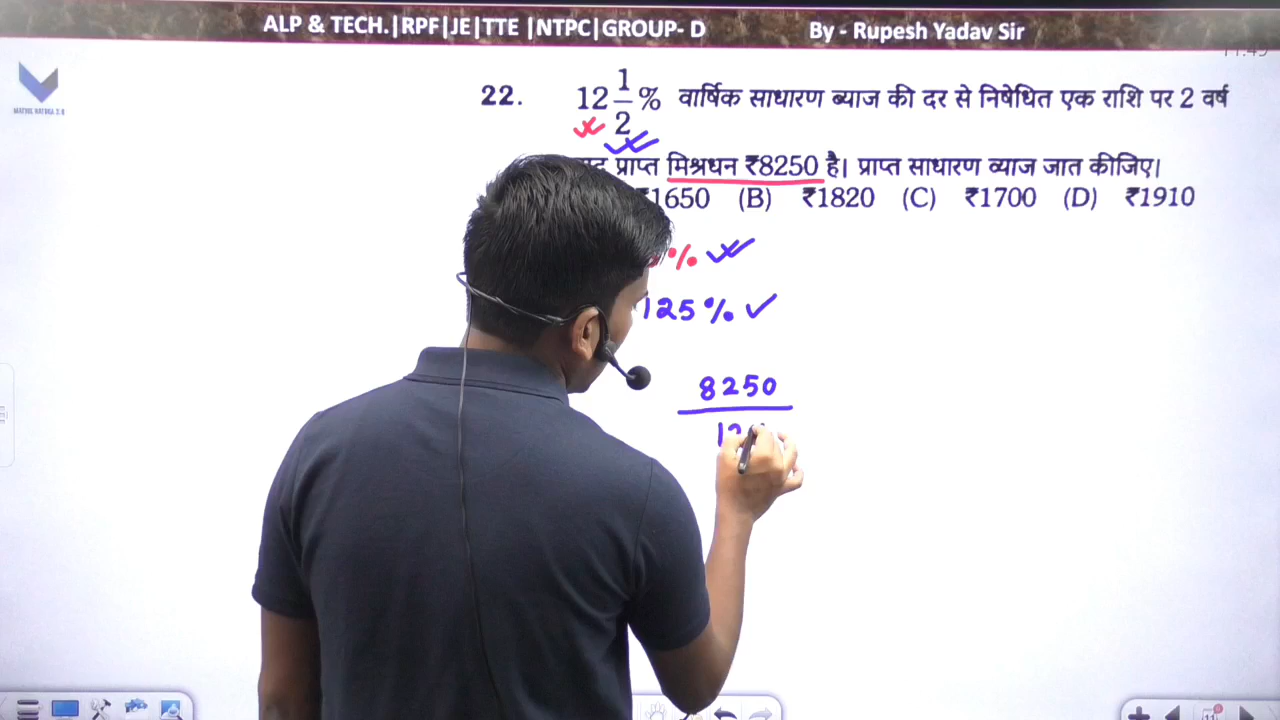 ALP & TECH.|RPF|JE|TTE |NTPC|GROUP- D By - Rupesh Yadav Sir
22. 12 1/2 % वार्षिक साधारण ब्याज की दर से निषेधित एक राशि पर 2 वर्ष
प्राप्त मिश्रधन ₹8250 है। प्राप्त साधारण ब्याज जात कीजिए।
₹1650 (B) ₹1820 (C) ₹1700 (D) ₹1910
%
125 %
8250
12